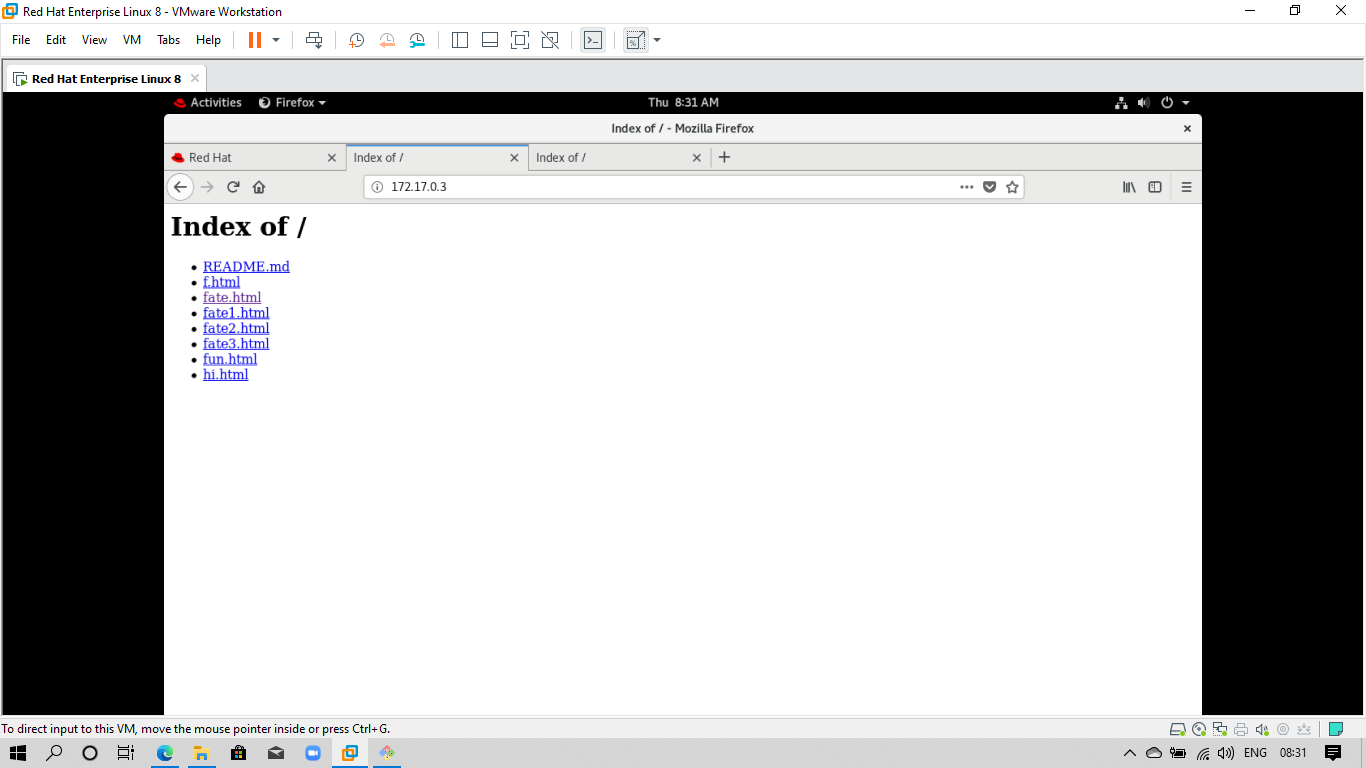 Red Hat Enterprise Linux 8 - VMware Workstation
File Edit View VM Tabs Help
Red Hat Enterprise Linux 8
Activities Firefox Thu 8:31 AM
Index of / - Mozilla Firefox
Red Hat Index of / Index of /
172.17.0.3
Index of /
README.md
f.html
fate.html
fate1.html
fate2.html
fate3.html
fun.html
hi.html
To direct input to this VM, move the mouse pointer inside or press Ctrl+G.
ENG 08:31